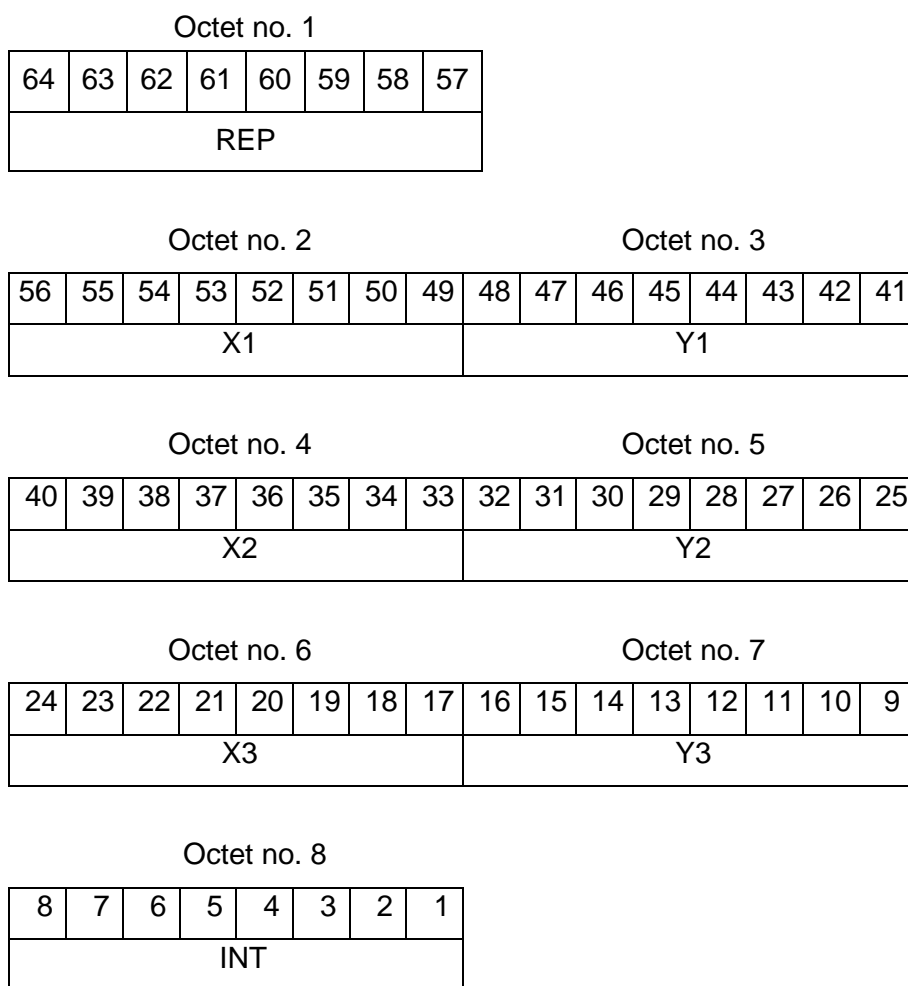 Octet no. 1
64 63 62 61 60 59 58 57
REP
Octet no. 2 Octet no. 3
56 55 54 53 52 51 50 49 48 47 46 45 44 43 42 41
X1 Y1
Octet no. 4 Octet no. 5
40 39 38 37 36 35 34 33 32 31 30 29 28 27 26 25
X2 Y2
Octet no. 6 Octet no. 7
24 23 22 21 20 19 18 17 16 15 14 13 12 11 10 9
X3 Y3
Octet no. 8
8 7 6 5 4 3 2 1
INT